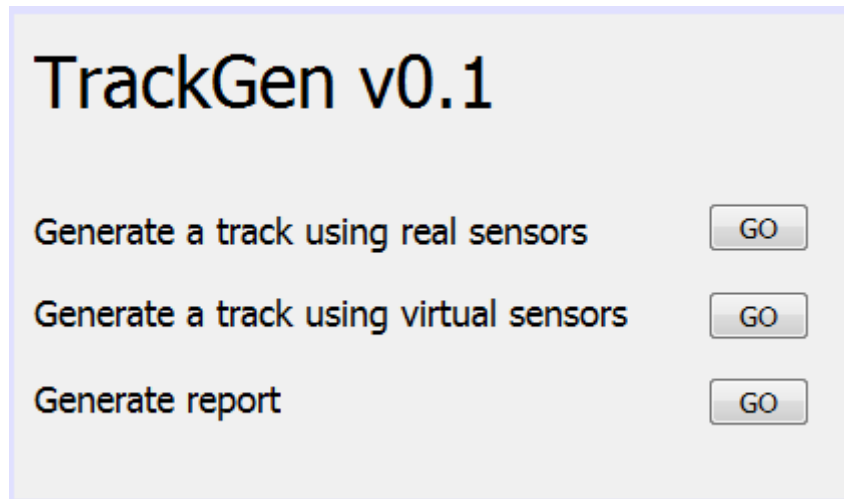 TrackGen v0.1
Generate a track using real sensors GO
Generate a track using virtual sensors GO
Generate report GO